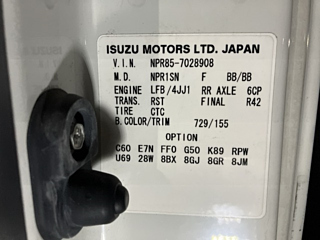 ISUZU MOTORS LTD. JAPAN
V.I.N. NPR85-7028908
M.D. NPR1SN F BB/BB
ENGINE LFB/4JJ1 RR AXLE 6CP
TRANS. RST FINAL R42
TIRE CTC
B.COLOR/TRIM 729/155
OPTION
C60 E7N FFO G50 K89 RPW
U69 28W 8BX 8GJ 8GR 8JM